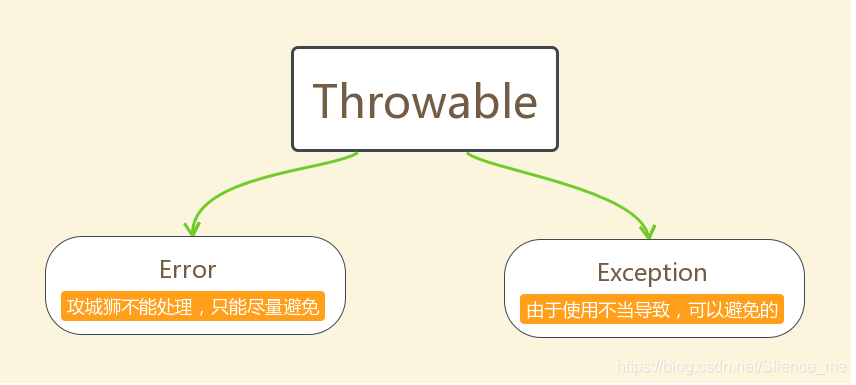 Throwable
Error
攻城狮不能处理，只能尽量避免
Exception
由于使用不当导致，可以避免的
https://blog.csdn.net/Slience_me